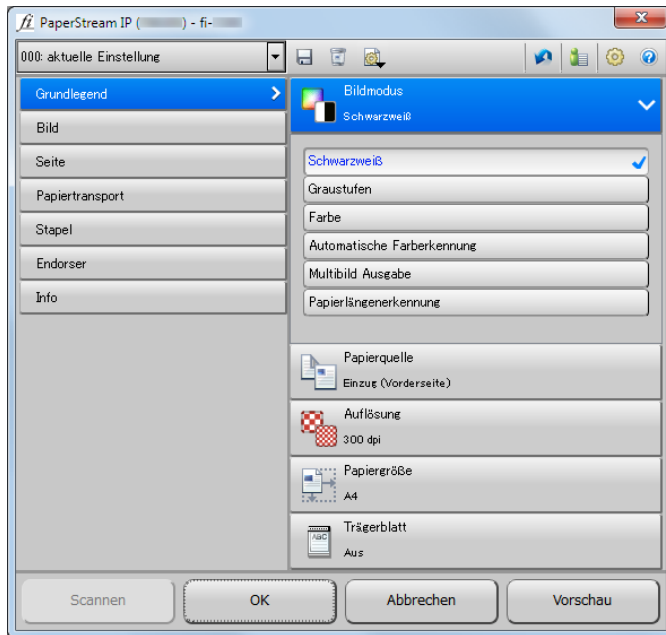 fi PaperStream IP ( ) - fi-
000: aktuelle Einstellung
Grundlegend
Bild
Seite
Papiertransport
Stapel
Endorser
Info
Bildmodus
Schwarzweiß
Schwarzweiß
Graustufen
Farbe
Automatische Farberkennung
Multibild Ausgabe
Papierlängenerkennung
Papierquelle
Einzug (Vorderseite)
Auflösung
300 dpi
Papiergröße
A4
ABC
Trägerblatt
Aus
Scannen
OK
Abbrechen
Vorschau